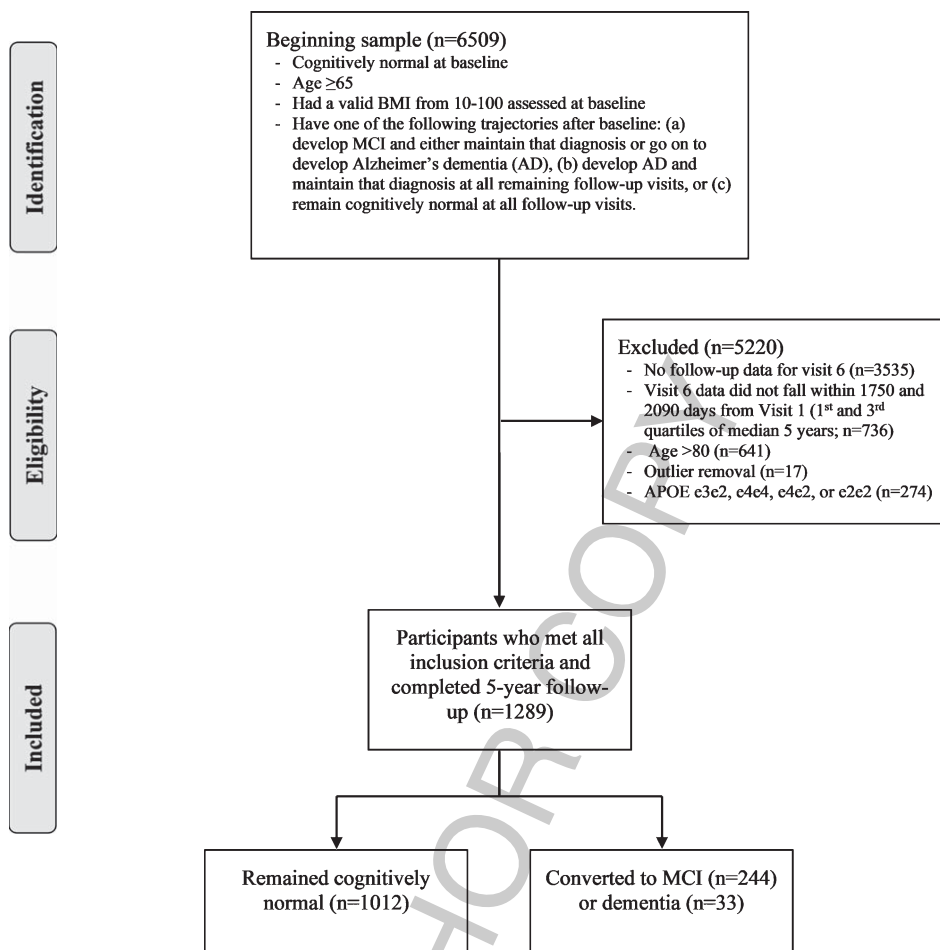 Identification
Beginning sample (n=6509)
- Cognitively normal at baseline
- Age ≥65
- Had a valid BMI from 10-100 assessed at baseline
- Have one of the following trajectories after baseline: (a)
develop MCI and either maintain that diagnosis or go on to
develop Alzheimer's dementia (AD), (b) develop AD and
maintain that diagnosis at all remaining follow-up visits, or (c)
remain cognitively normal at all follow-up visits.
Eligibility
Excluded (n=5220)
- No follow-up data for visit 6 (n=3535)
- Visit 6 data did not fall within 1750 and
2090 days from Visit 1 (1st and 3rd
quartiles of median 5 years; n=736)
- Age >80 (n=641)
- Outlier removal (n=17)
- APOE e3e2, e4e4, e4e2, or e2e2 (n=274)
Included
Participants who met all
inclusion criteria and
completed 5-year follow-
up (n=1289)
Remained cognitively
normal (n=1012)
Converted to MCI (n=244)
or dementia (n=33)
HOR COPY